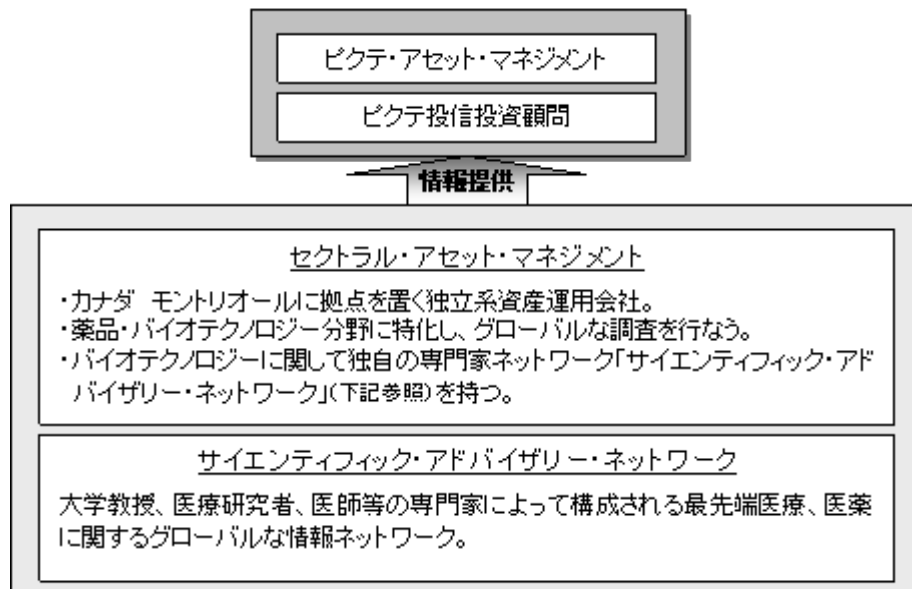 ピクテ・アセット・マネジメント
ピクテ投信投資顧問
情報提供
セクトラル・アセット・マネジメント
・カナダ　モントリオールに拠点を置く独立系資産運用会社。
・薬品・バイオテクノロジー分野に特化し、グローバルな調査を行なう。
・バイオテクノロジーに関して独自の専門家ネットワーク「サイエンティフィック・アド
バイザリー・ネットワーク」(下記参照)を持つ。
サイエンティフィック・アドバイザリー・ネットワーク
大学教授、医療研究者、医師等の専門家によって構成される最先端医療、医薬
に関するグローバルな情報ネットワーク。